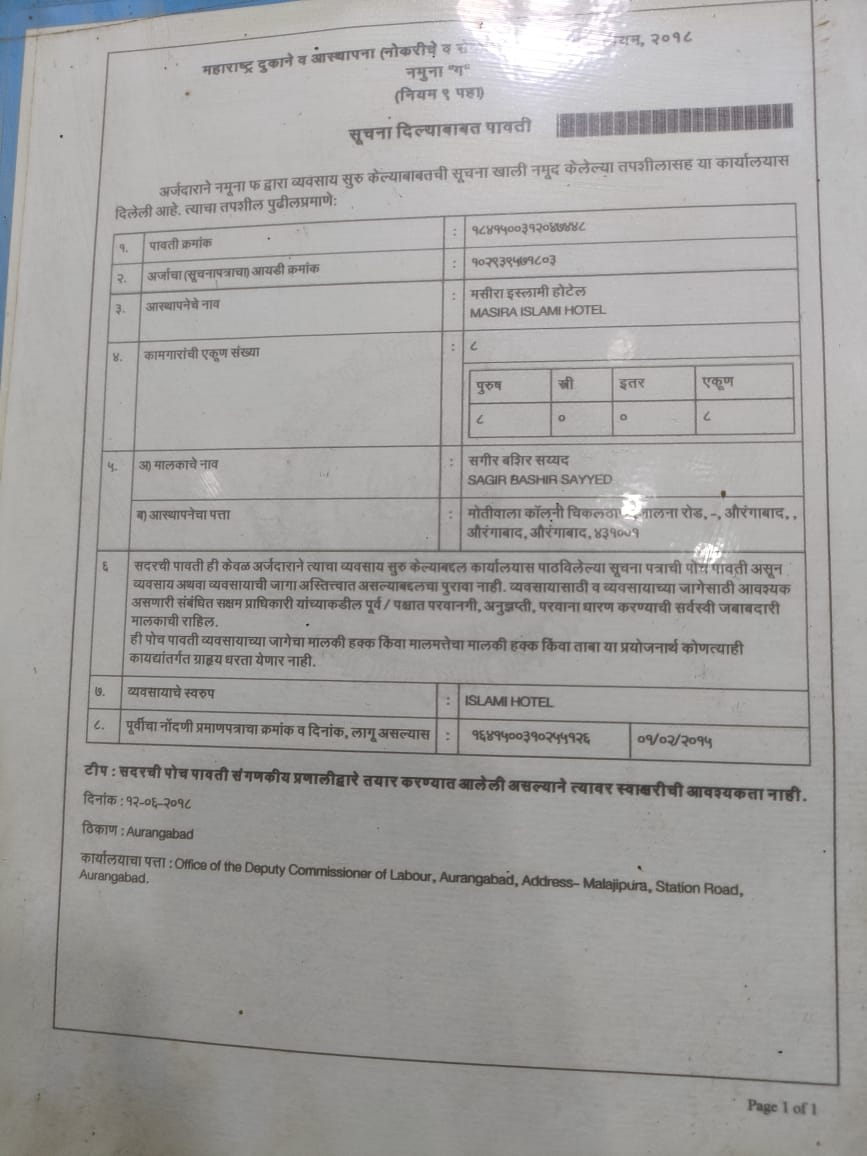 महाराष्ट्र दुकाने व आस्थापना (नोकरीचे व २०१८
नमुना "ग"
(नियम ९ पहा)
सूचना दिल्याबाबत पावती
अर्जदाराने नमूना फ द्वारा व्यवसाय सुरु केल्याबाबतची सूचना खाली नमूद केलेल्या तपशीलासह या कार्यालयास
दिलेली आहे. त्याचा तपशील पुढीलप्रमाणे:
१. पावती क्रमांक :
२. अर्जाचा (सूचनापत्राचा) आयडी क्रमांक : १०२९३९५७१८०३
३. आस्थापनेचे नाव : मसीरा इस्लामी होटेल
MASIRA ISLAMI HOTEL
४. कामगारांची एकूण संख्या : ८
पुरुष स्त्री इतर एकूण
८ ० ० ८
५. अ) मालकाचे नाव : सगीर बशिर सय्यद
SAGIR BASHIR SAYYED
ब) आस्थापनेचा पत्ता : मोतीवाला कॉलनी रोड, -, औरंगाबाद, ,
औरंगाबाद, औरंगाबाद, ४३१००१
६ सदरची पावती ही केवळ अर्जदाराने त्याचा व्यवसाय सुरु केल्याबद्दल कार्यालयास पाठविलेल्या सूचना पत्राची पोच पावती असून
व्यवसाय अथवा व्यवसायाची जागा अस्तित्वात असल्याबद्दलचा पुरावा नाही. व्यवसायासाठी व व्यवसायाच्या जागेसाठी आवश्यक
असणारी संबंधित सक्षम प्राधिकारी यांच्याकडील पूर्व / पश्चात परवानगी, अनुज्ञप्ती, परवाना धारण करण्याची सर्वस्वी जबाबदारी
मालकाची राहिल.
ही पोच पावती व्यवसायाच्या जागेचा मालकी हक्क किंवा मालमत्तेचा मालकी हक्क किंवा ताबा या प्रयोजनार्थ कोणत्याही
कायद्यांतर्गत ग्राह्य धरता येणार नाही.
७. व्यवसायाचे स्वरुप : ISLAMI HOTEL
८. पूर्वीचा नोंदणी प्रमाणपत्राचा क्रमांक व दिनांक, लागू असल्यास : १६४१५००३१०२५५१२६ ०१/०२/२०१५
टीप : सदरची पोच पावती संगणकीय प्रणालीद्वारे तयार करण्यात आलेली असल्याने त्यावर स्वाक्षरीची आवश्यकता नाही.
दिनांक : १२-०६-२०१८
ठिकाण : Aurangabad
कार्यालयाचा पत्ता : Office of the Deputy Commissioner of Labour, Aurangabad, Address- Malajipura, Station Road,
Aurangabad.
Page 1 of 1